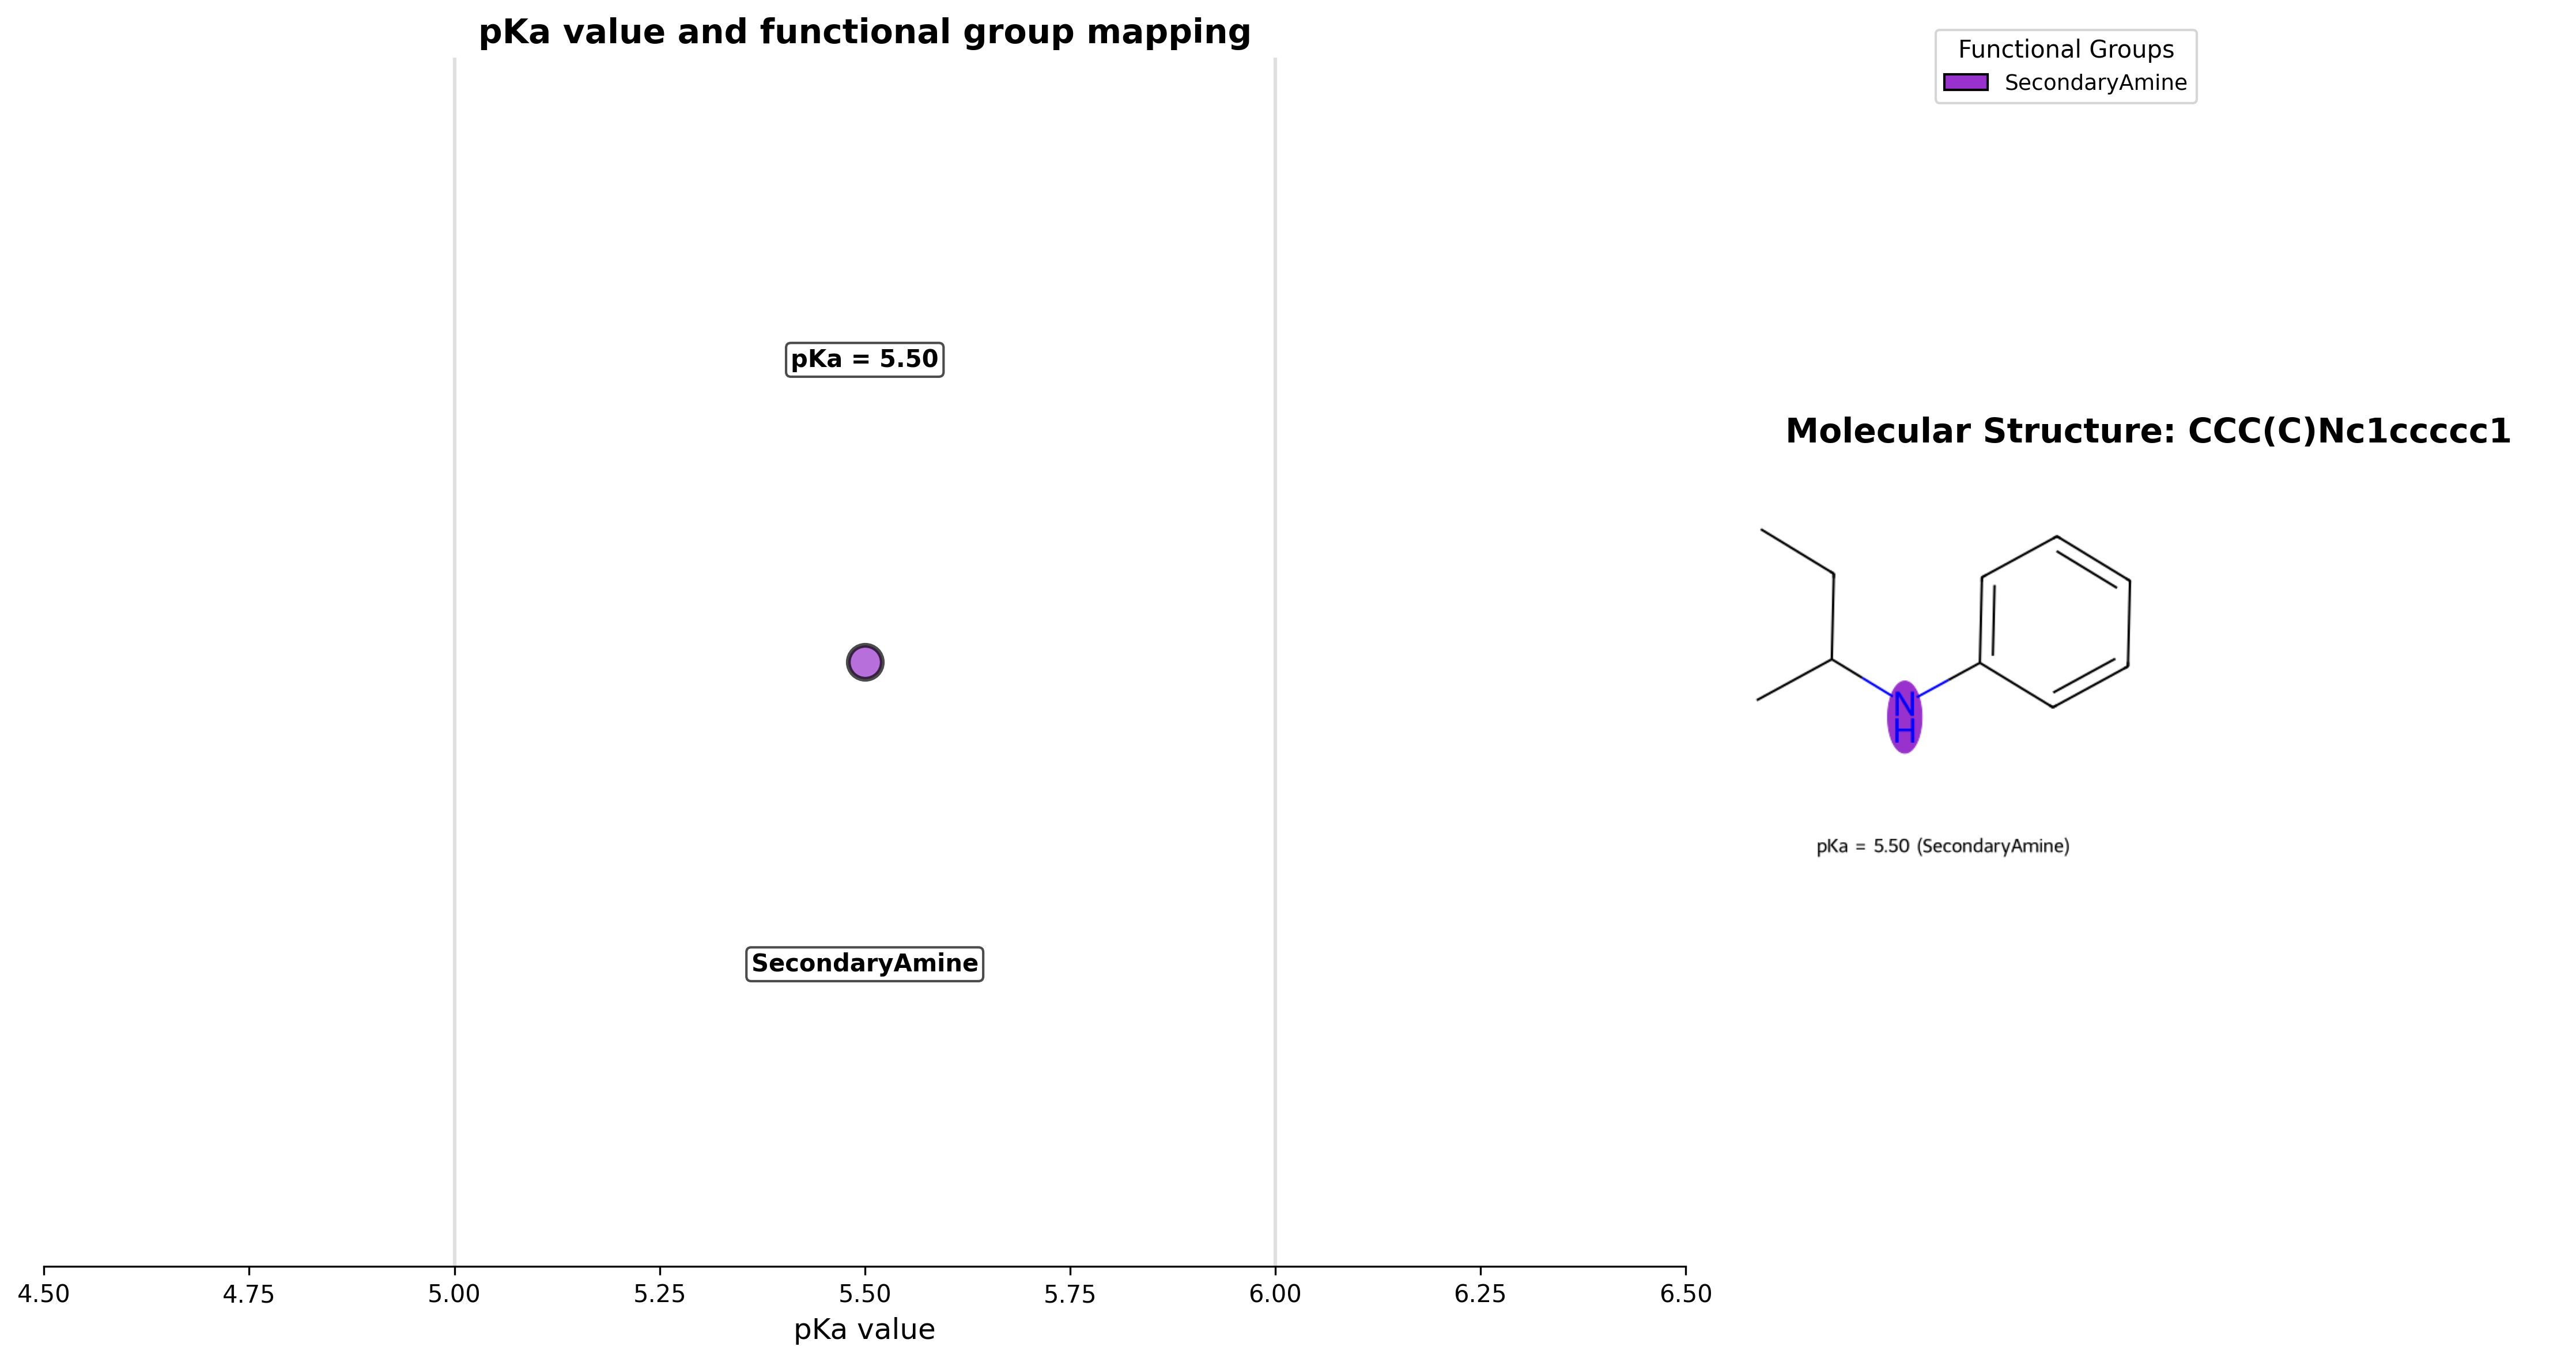 pKa value and functional group mapping
pKa = 5.50
SecondaryAmine
4.50 4.75 5.00 5.25 5.50 5.75 6.00 6.25 6.50
pKa value
Functional Groups
SecondaryAmine
Molecular Structure: CCC(C)Nc1ccccc1
N
H
pKa = 5.50 (SecondaryAmine)